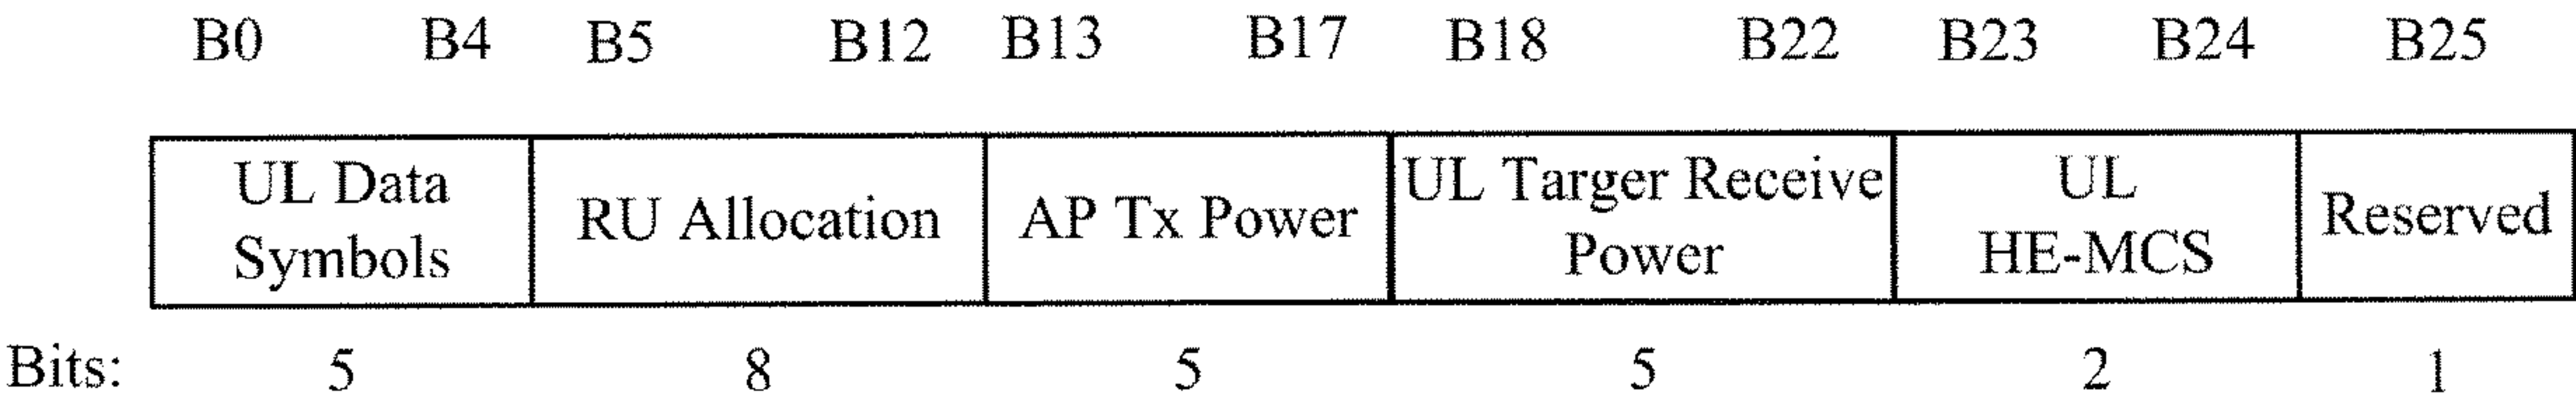 B0 B4 B5 B12 B13 B17 B18 B22 B23 B24 B25
UL Data
Symbols
RU Allocation
AP Tx Power
UL Targer Receive
Power
UL
HE-MCS
Reserved
Bits: 5 8 5 5 2 1